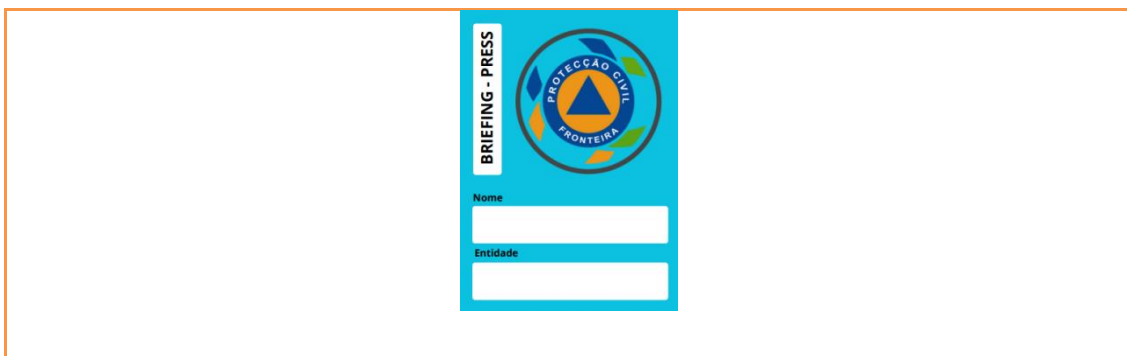 BRIEFING - PRESS
PROTECÇÃO CIVIL
FRONTEIRA
Nome
Entidade